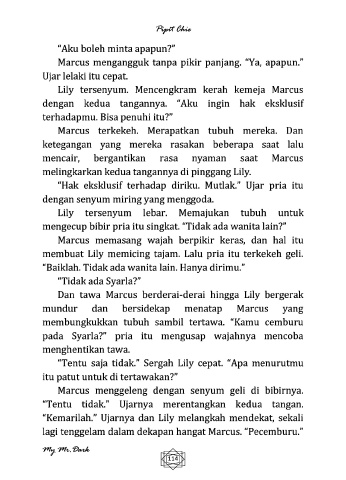 Pipit Chie
"Aku boleh minta apapun?"
Marcus mengangguk tanpa pikir panjang. "Ya, apapun."
Ujar lelaki itu cepat.
Lily tersenyum. Mencengkram kerah kemeja Marcus
dengan kedua tangannya. "Aku ingin hak eksklusif
terhadapmu. Bisa penuhi itu?"
Marcus terkekeh. Merapatkan tubuh mereka. Dan
ketegangan yang mereka rasakan beberapa saat lalu
mencair, bergantikan rasa nyaman saat Marcus
melingkarkan kedua tangannya di pinggang Lily.
"Hak eksklusif terhadap diriku. Mutlak." Ujar pria itu
dengan senyum miring yang menggoda.
Lily tersenyum lebar. Memajukan tubuh untuk
mengecup bibir pria itu singkat. "Tidak ada wanita lain?"
Marcus memasang wajah berpikir keras, dan hal itu
membuat Lily memicing tajam. Lalu pria itu terkekeh geli.
"Baiklah. Tidak ada wanita lain. Hanya dirimu."
"Tidak ada Syarla?"
Dan tawa Marcus berderai-derai hingga Lily bergerak
mundur dan bersidekap menatap Marcus yang
membungkukkan tubuh sambil tertawa. "Kamu cemburu
pada Syarla?" pria itu mengusap wajahnya mencoba
menghentikan tawa.
"Tentu saja tidak." Sergah Lily cepat. "Apa menurutmu
itu patut untuk di tertawakan?"
Marcus menggeleng dengan senyum geli di bibirnya.
"Tentu tidak." Ujarnya merentangkan kedua tangan.
"Kemarilah." Ujarnya dan Lily melangkah mendekat, sekali
lagi tenggelam dalam dekapan hangat Marcus. "Pecemburu."
My Mr.Dark
114